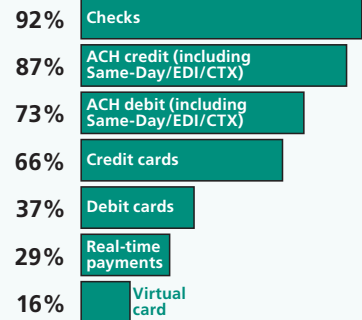 92% Checks
87% ACH credit (including
Same-Day/EDI/CTX)
73% ACH debit (including
Same-Day/EDI/CTX)
66% Credit cards
37% Debit cards
29% Real-time
payments
16% Virtual
card